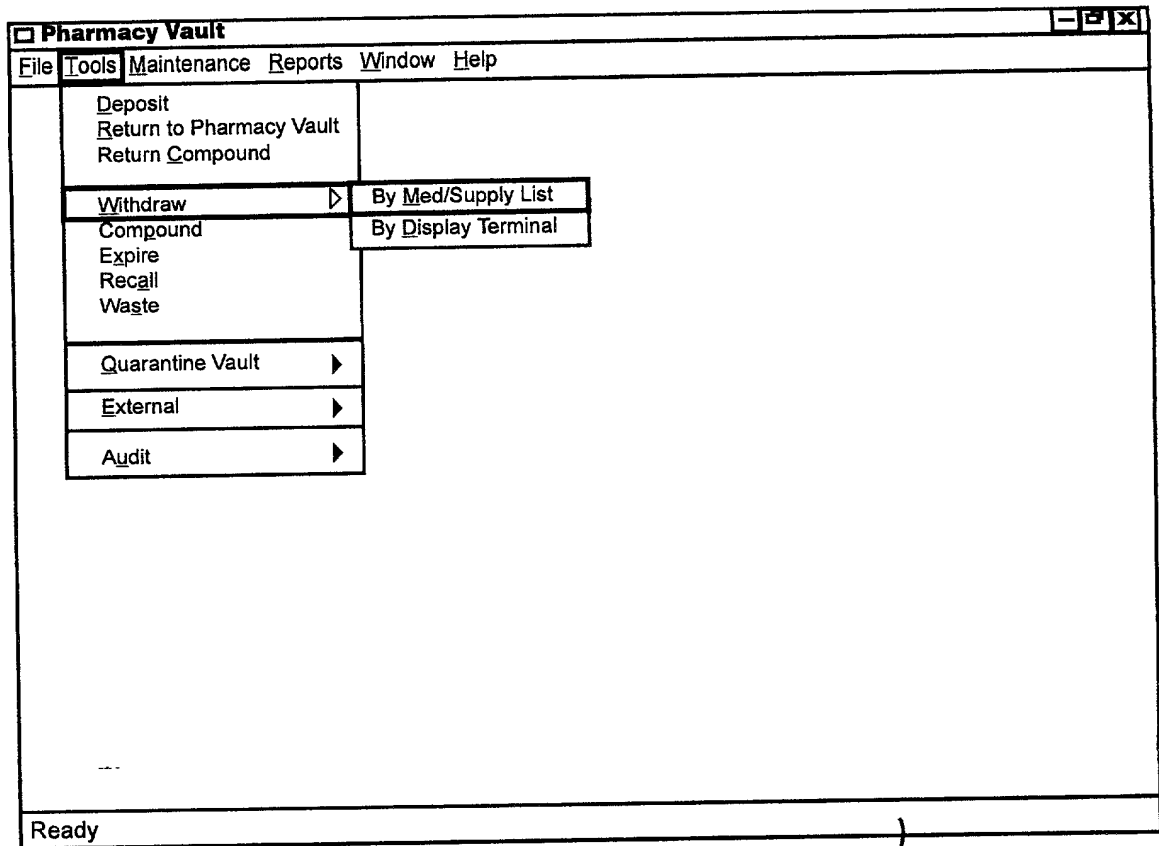 Pharmacy Vault
File Tools Maintenance Reports Window Help
Deposit
Return to Pharmacy Vault
Return Compound
Withdraw
By Med/Supply List
By Display Terminal
Compound
Expire
Recall
Waste
Quarantine Vault
External
Audit
Ready